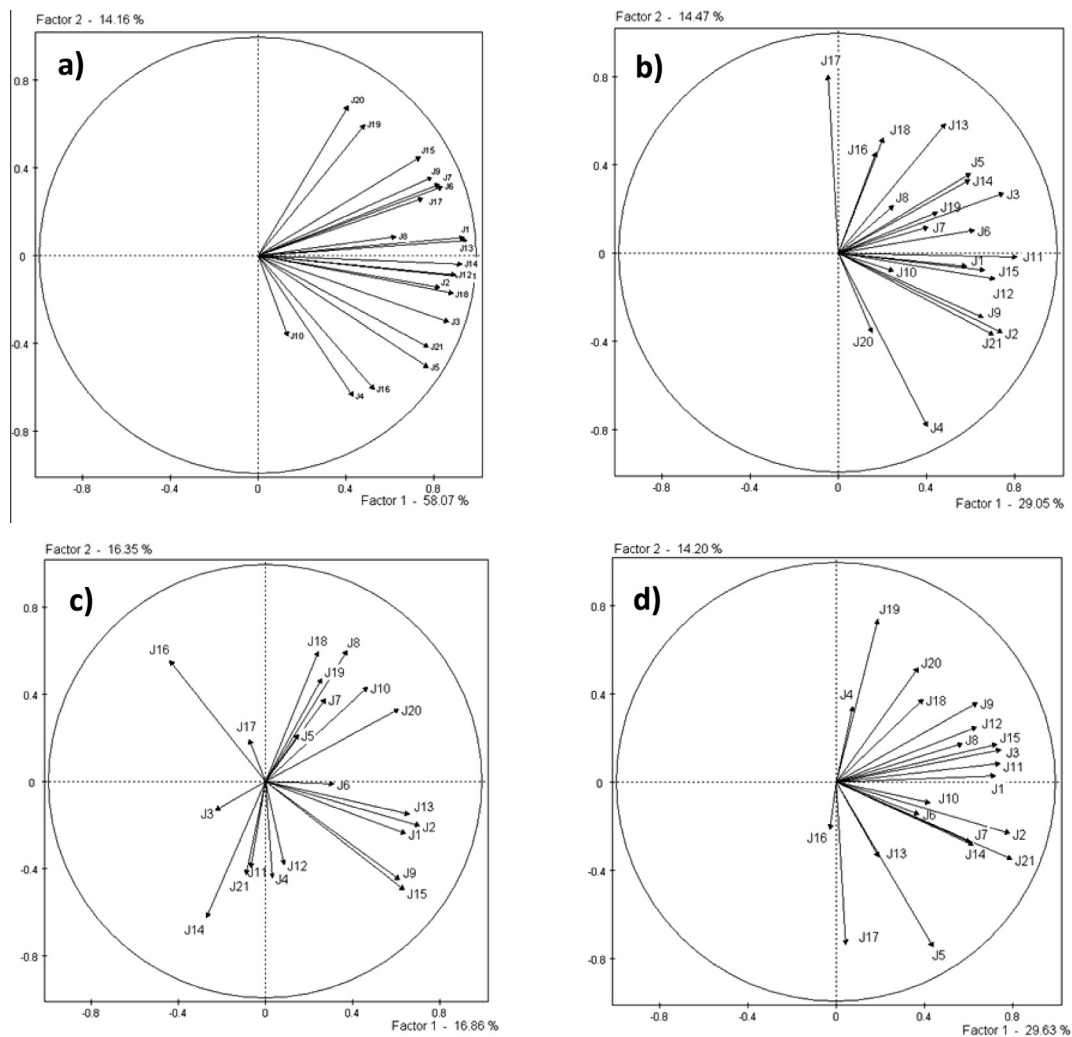 Factor 2 - 14.16 %
a)
0.8
0.4
0
-0.4
-0.8
J20
J19
J15
J9
J7
J6
J17
J8
J1
J13
J14
J12
J2
J18
J3
J10
J21
J5
J16
J4
-0.8
-0.4
0
0.4
0.8
Factor 1 - 58.07 %
Factor 2 - 14.47 %
b)
0.8
0.4
0
-0.4
-0.8
J17
J18
J13
J16
J5
J14
J3
J8
J19
J7
J6
J1
J11
J10
J15
J12
J9
J20
J2
J21
J4
-0.8
-0.4
0
0.4
0.8
Factor 1 - 29.05 %
Factor 2 - 16.35 %
c)
0.8
0.4
0
-0.4
-0.8
J16
J18
J8
J19
J10
J7
J20
J17
J5
J6
J3
J13
J2
J1
J11
J12
J21
J4
J9
J15
J14
-0.8
-0.4
0
0.4
0.8
Factor 1 - 16.86 %
Factor 2 - 14.20 %
d)
0.8
0.4
0
-0.4
-0.8
J19
J20
J4
J18
J9
J12
J8
J15
J3
J11
J1
J10
J6
J16
J7
J2
J14
J13
J21
J17
J5
-0.8
-0.4
0
0.4
0.8
Factor 1 - 29.63 %